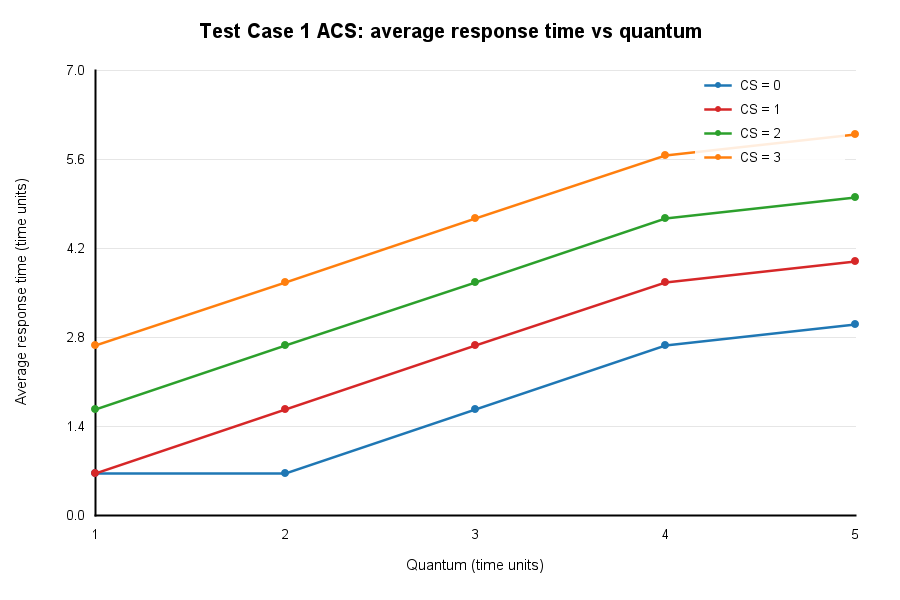 Test Case 1 ACS: average response time vs quantum
7.0
5.6
4.2
2.8
1.4
0.0
Average response time (time units)
CS = 0
CS = 1
CS = 2
CS = 3
1 2 3 4 5
Quantum (time units)